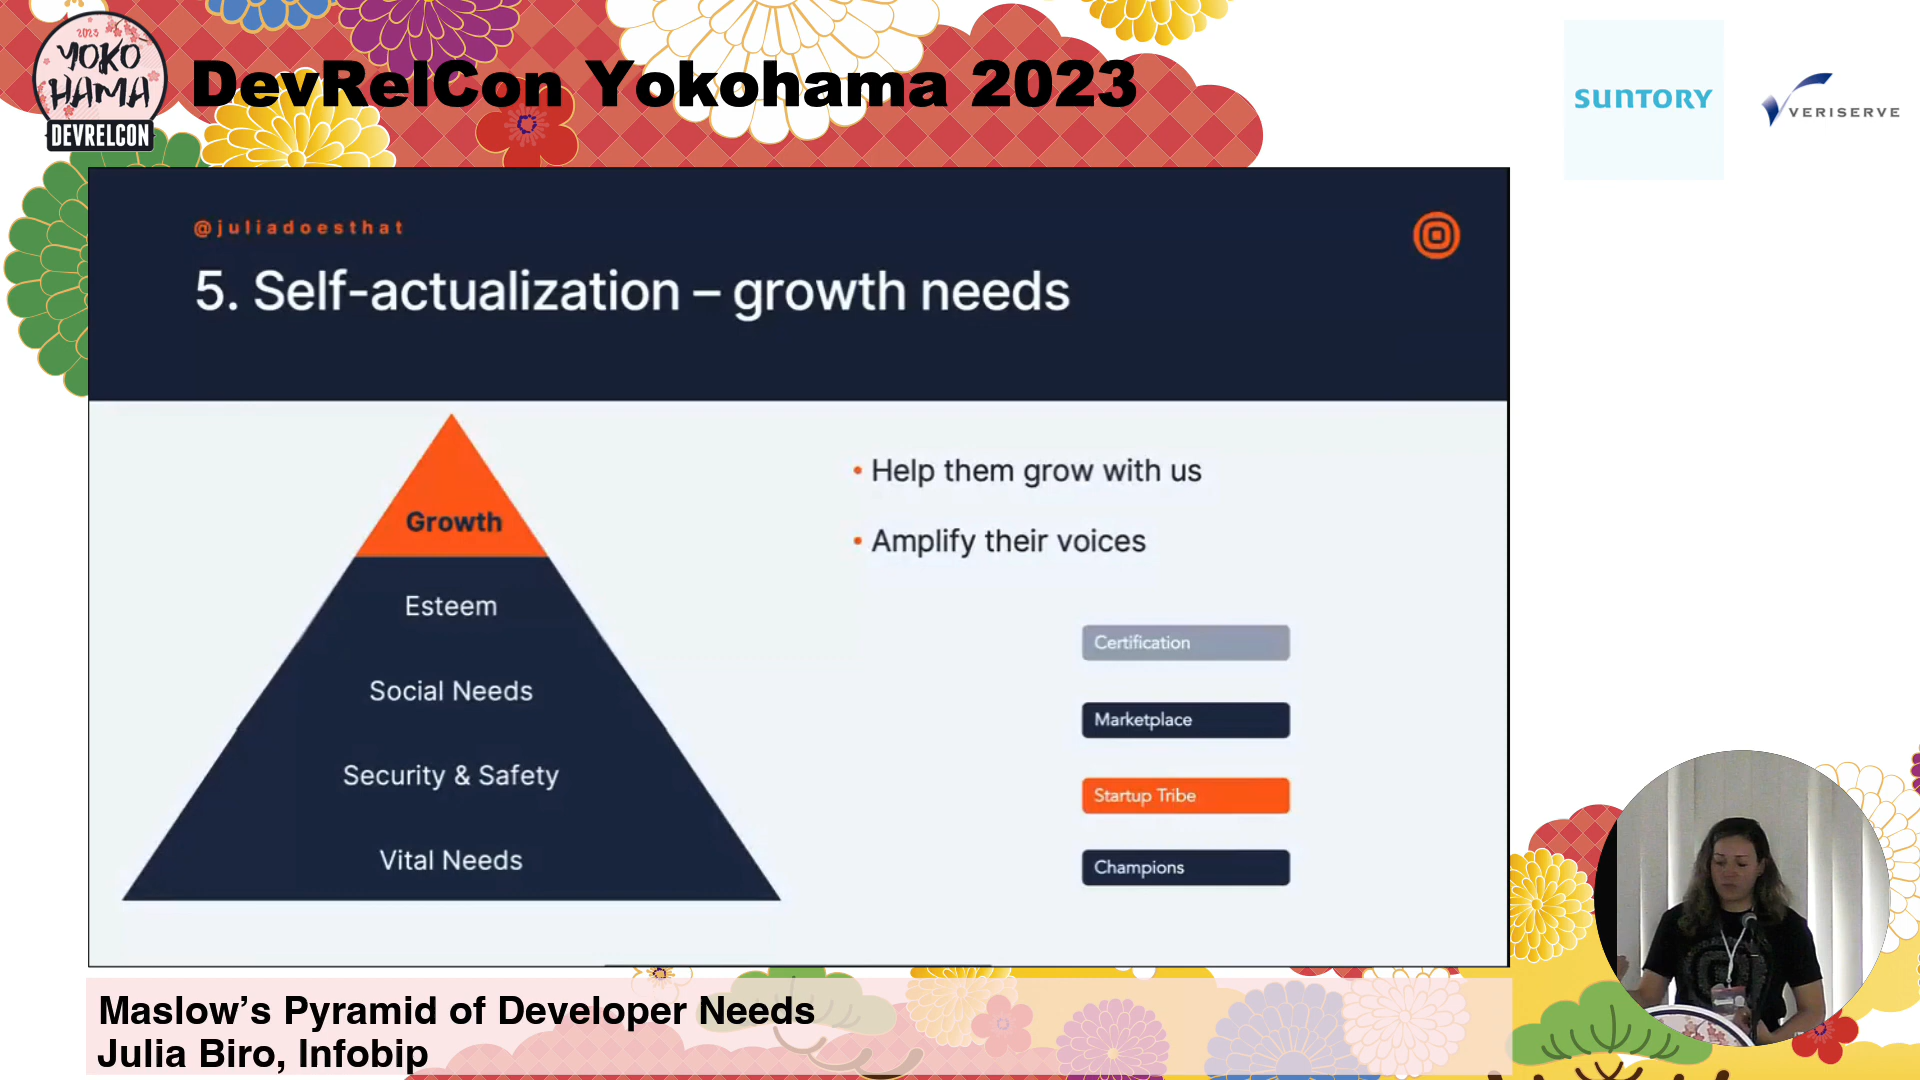 2023
YOKO
HAMA
DEVRELCON
DevRelCon Yokohama 2023
SUNTORY
VERISERVE
@juliadoesthat
5. Self-actualization – growth needs
Growth
Esteem
Social Needs
Security & Safety
Vital Needs
• Help them grow with us
• Amplify their voices
Certification
Marketplace
Startup Tribe
Champions
Maslow’s Pyramid of Developer Needs
Julia Biro, Infobip